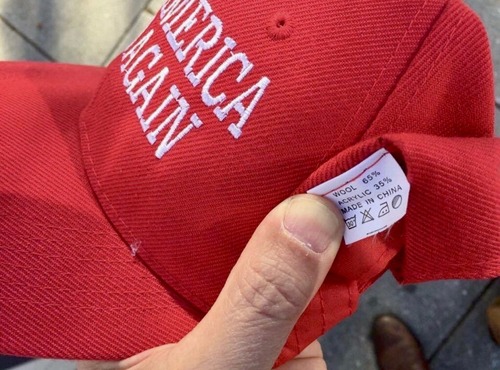 AMERICA
AGAIN
WOOL 65%
ACRYLIC 35%
MADE IN CHINA